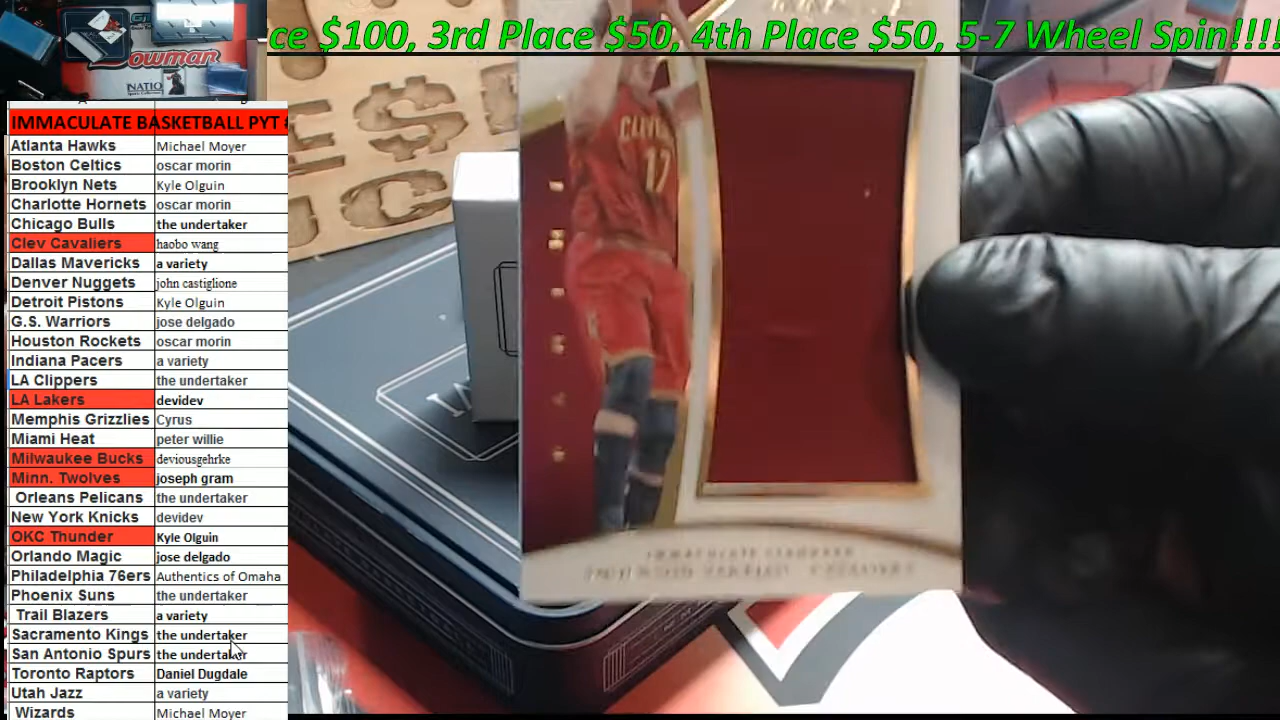 ce $100, 3rd Place $50, 4th Place $50, 5-7 Wheel Spin!!!!
Bowman
NATIO
IMMACULATE BASKETBALL PYT
Atlanta Hawks Michael Moyer
Boston Celtics oscar morin
Brooklyn Nets Kyle Olguin
Charlotte Hornets oscar morin
Chicago Bulls the undertaker
Clev Cavaliers haobo wang
Dallas Mavericks a variety
Denver Nuggets john castiglione
Detroit Pistons Kyle Olguin
G.S. Warriors jose delgado
Houston Rockets oscar morin
Indiana Pacers a variety
LA Clippers the undertaker
LA Lakers devidev
Memphis Grizzlies Cyrus
Miami Heat peter willie
Milwaukee Bucks deviousgehrke
Minn. Twolves joseph gram
Orleans Pelicans the undertaker
New York Knicks devidev
OKC Thunder Kyle Olguin
Orlando Magic jose delgado
Philadelphia 76ers Authentics of Omaha
Phoenix Suns the undertaker
Trail Blazers a variety
Sacramento Kings the undertaker
San Antonio Spurs the undertaker
Toronto Raptors Daniel Dugdale
Utah Jazz a variety
Wizards Michael Moyer
17